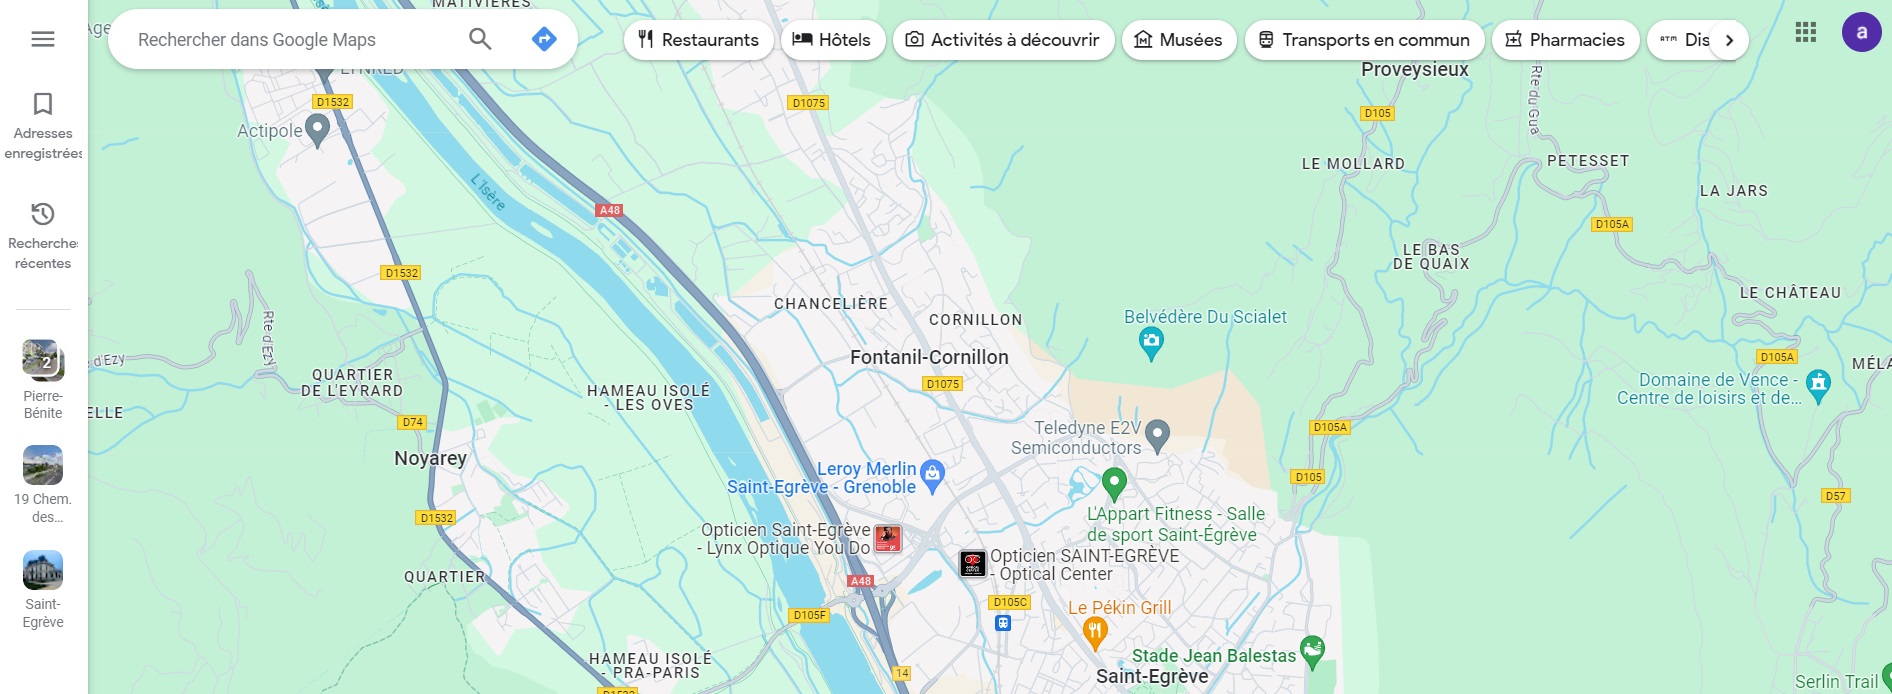 MATIVIERES
Age
Rechercher dans Google Maps
Restaurants
Hôtels
Activités à découvrir
Musées
Transports en commun
Pharmacies
ATM
Dis
a
LYNRED
Proveysieux
Adresses
enregistrées
D1532
Actipole
D1075
D105
Rte du Gua
LE MOLLARD
PETESSET
LA JARS
L'Isère
A48
Recherches
récentes
D105A
LE BAS
DE QUAIX
D1532
LE CHÂTEAU
CHANCELIÈRE
CORNILLON
Belvédère Du Scialet
Rte d'Ezy
e d'Ezy
2
Pierre-
Bénite
Fontanil-Cornillon
D1075
D105A
MÉLA
QUARTIER
DE L'EYRARD
HAMEAU ISOLÉ
- LES OVES
Domaine de Vence -
Centre de loisirs et de...
ELLE
D74
Teledyne E2V
Semiconductors
D105A
Noyarey
Leroy Merlin
Saint-Egrève - Grenoble
D105
D57
19 Chem.
des...
D1532
L'Appart Fitness - Salle
de sport Saint-Égrève
Opticien Saint-Egrève
- Lynx Optique You Do
Opticien SAINT-EGRÈVE
- Optical Center
QUARTIER
A48
D105C
D105F
Le Pékin Grill
Saint-
Egrève
HAMEAU ISOLÉ
- PRA-PARIS
Stade Jean Balestas
Saint-Egrève
14
D1532
Serlin Trail